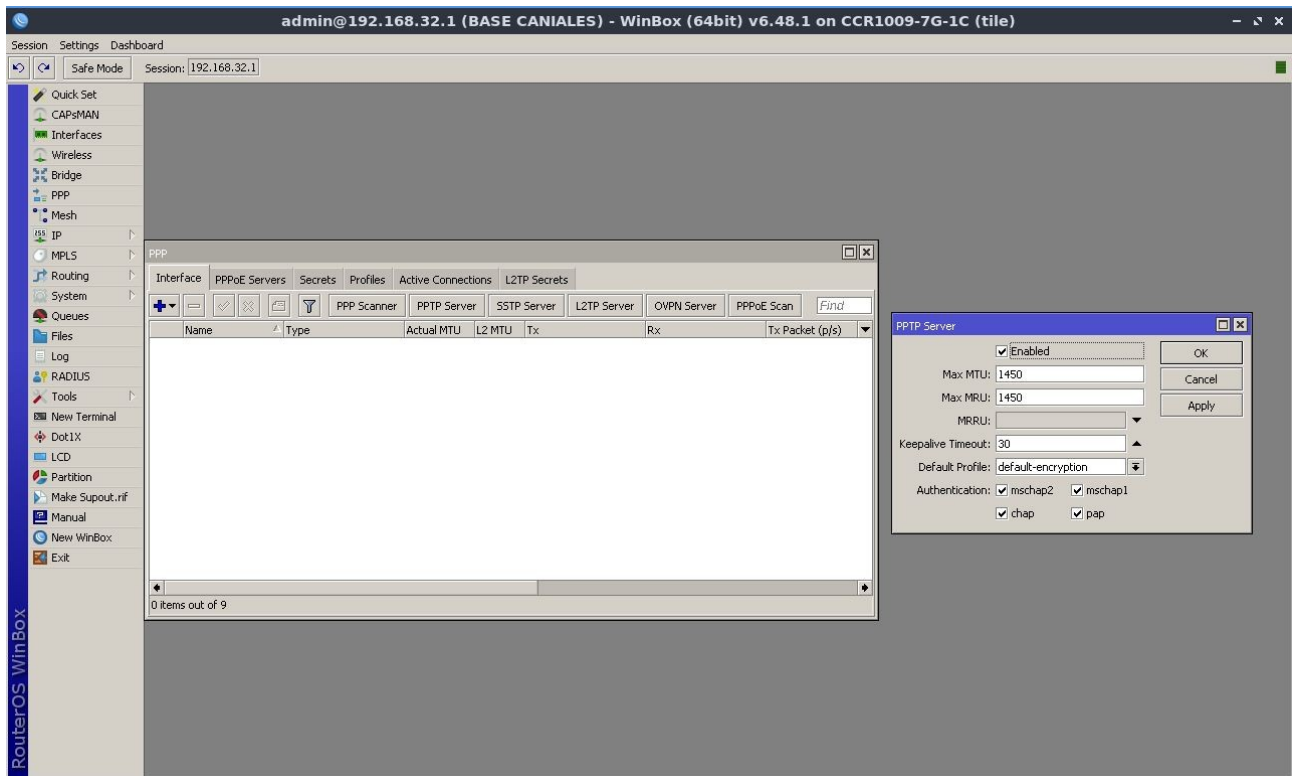 admin@192.168.32.1 (BASE CANIALES) - WinBox (64bit) v6.48.1 on CCR1009-7G-1C (tile)
Session Settings Dashboard
Safe Mode Session: 192.168.32.1
Quick Set
CAPsMAN
Interfaces
Wireless
Bridge
PPP
Mesh
IP
MPLS
Routing
System
Queues
Files
Log
RADIUS
Tools
New Terminal
Dot1X
LCD
Partition
Make Supout.rif
Manual
New WinBox
Exit
RouterOS WinBox
PPP
Interface PPPoE Servers Secrets Profiles Active Connections L2TP Secrets
PPP Scanner PPTP Server SSTP Server L2TP Server OVPN Server PPPoE Scan Find
Name Type Actual MTU L2 MTU Tx Rx Tx Packet (p/s)
0 items out of 9
PPTP Server
Enabled OK
Max MTU: 1450 Cancel
Max MRU: 1450 Apply
MRRU:
Keepalive Timeout: 30
Default Profile: default-encryption
Authentication: mschap2 mschap1
chap pap